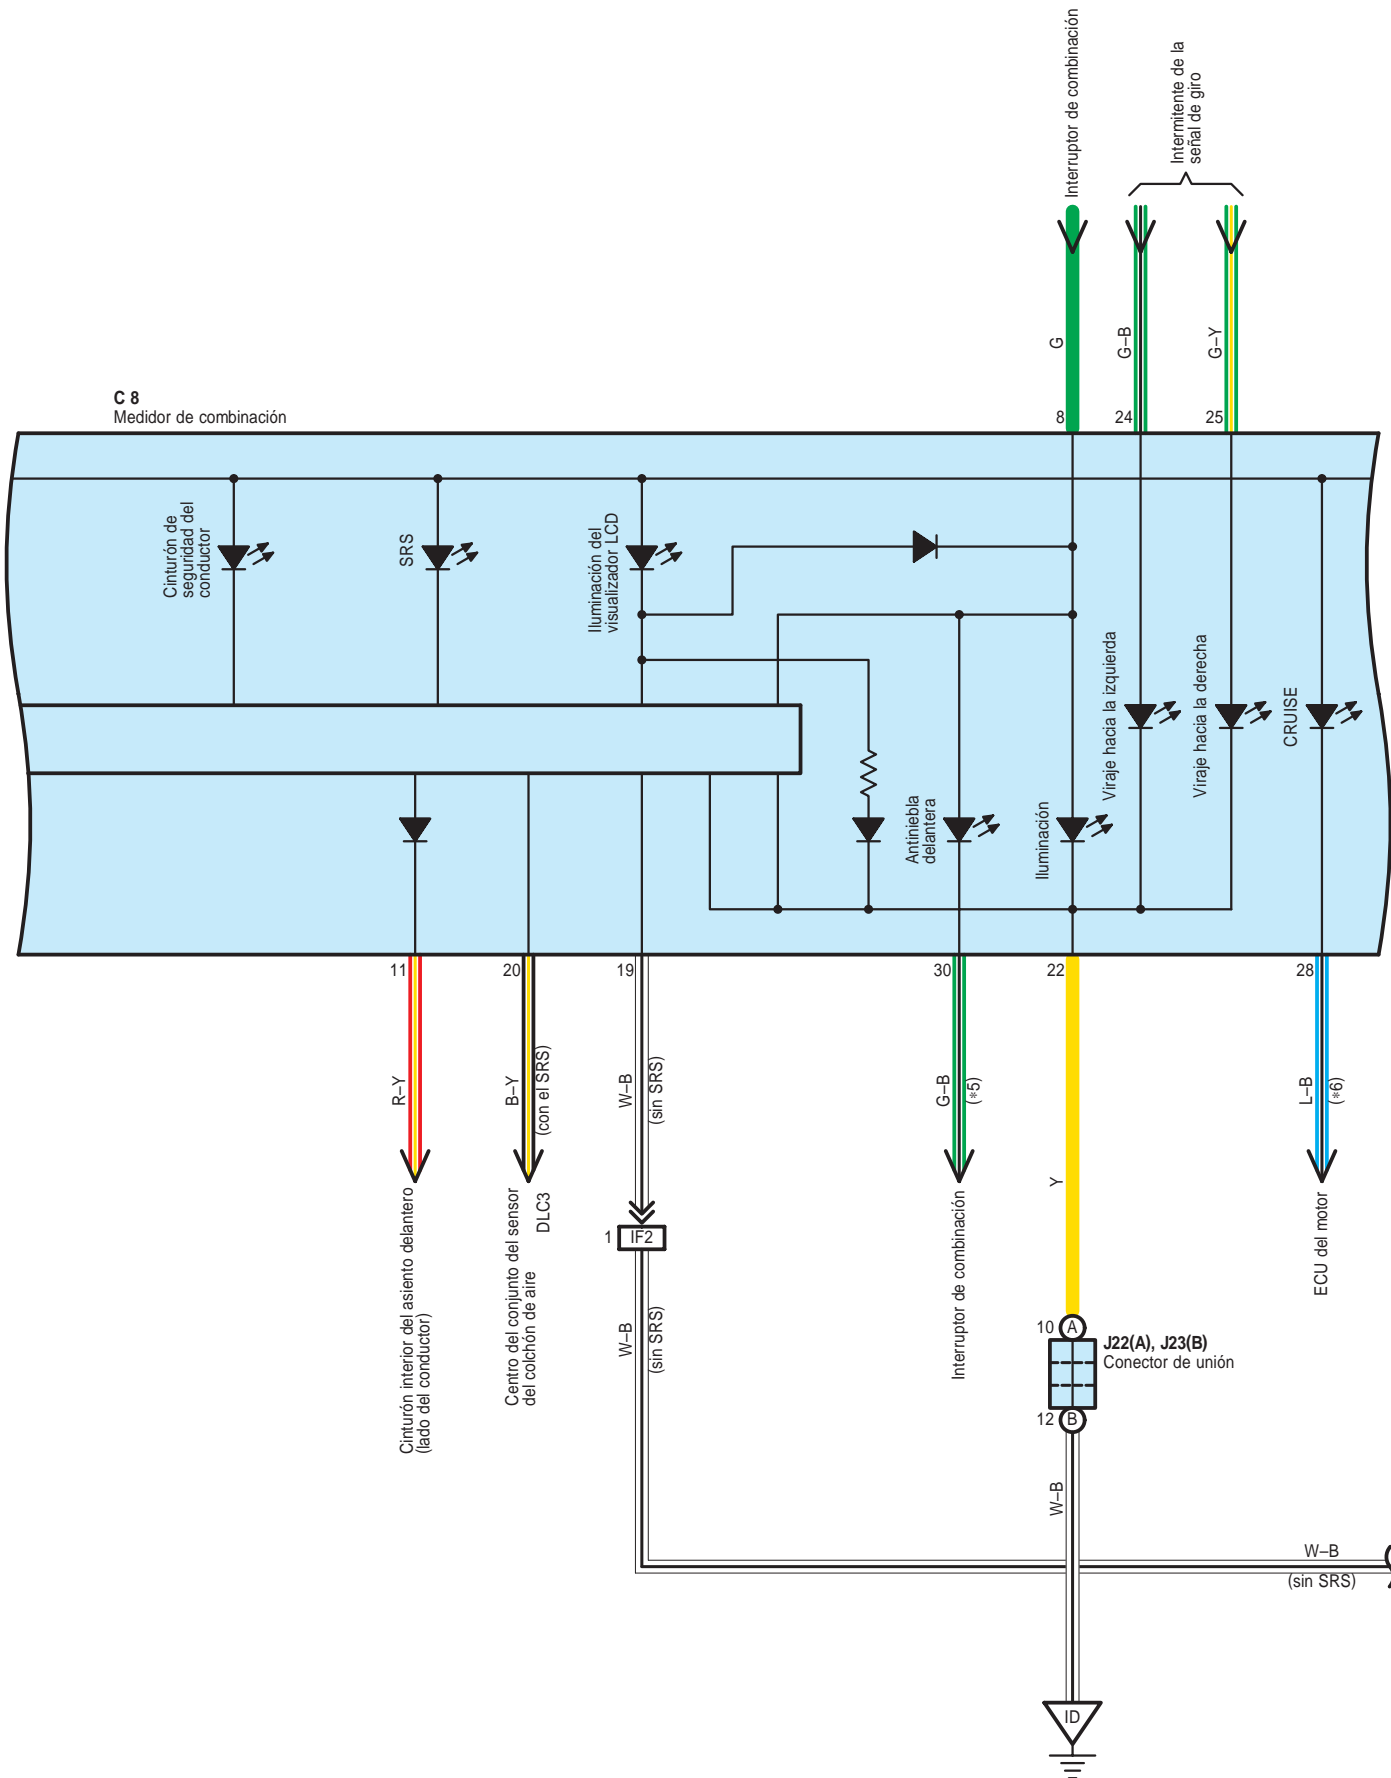 Interruptor de combinación
Intermitente de la
señal de giro
G
G–B
G–Y
C 8
Medidor de combinación
8
24
25
Cinturón de
seguridad del
conductor
SRS
Iluminación del
visualizador LCD
Viraje hacia la izquierda
Viraje hacia la derecha
CRUISE
Antiniebla
delantera
Iluminación
11
20
19
30
22
28
R–Y
B–Y
(con el SRS)
W–B
(sin SRS)
G–B
(∗5)
Y
L–B
(∗6)
Cinturón interior del asiento delantero
(lado del conductor)
Centro del conjunto del sensor
del colchón de aire
DLC3
1
IF2
W–B
(sin SRS)
Interruptor de combinación
ECU del motor
10
A
J22(A), J23(B)
Conector de unión
12
B
W–B
W–B
(sin SRS)
ID